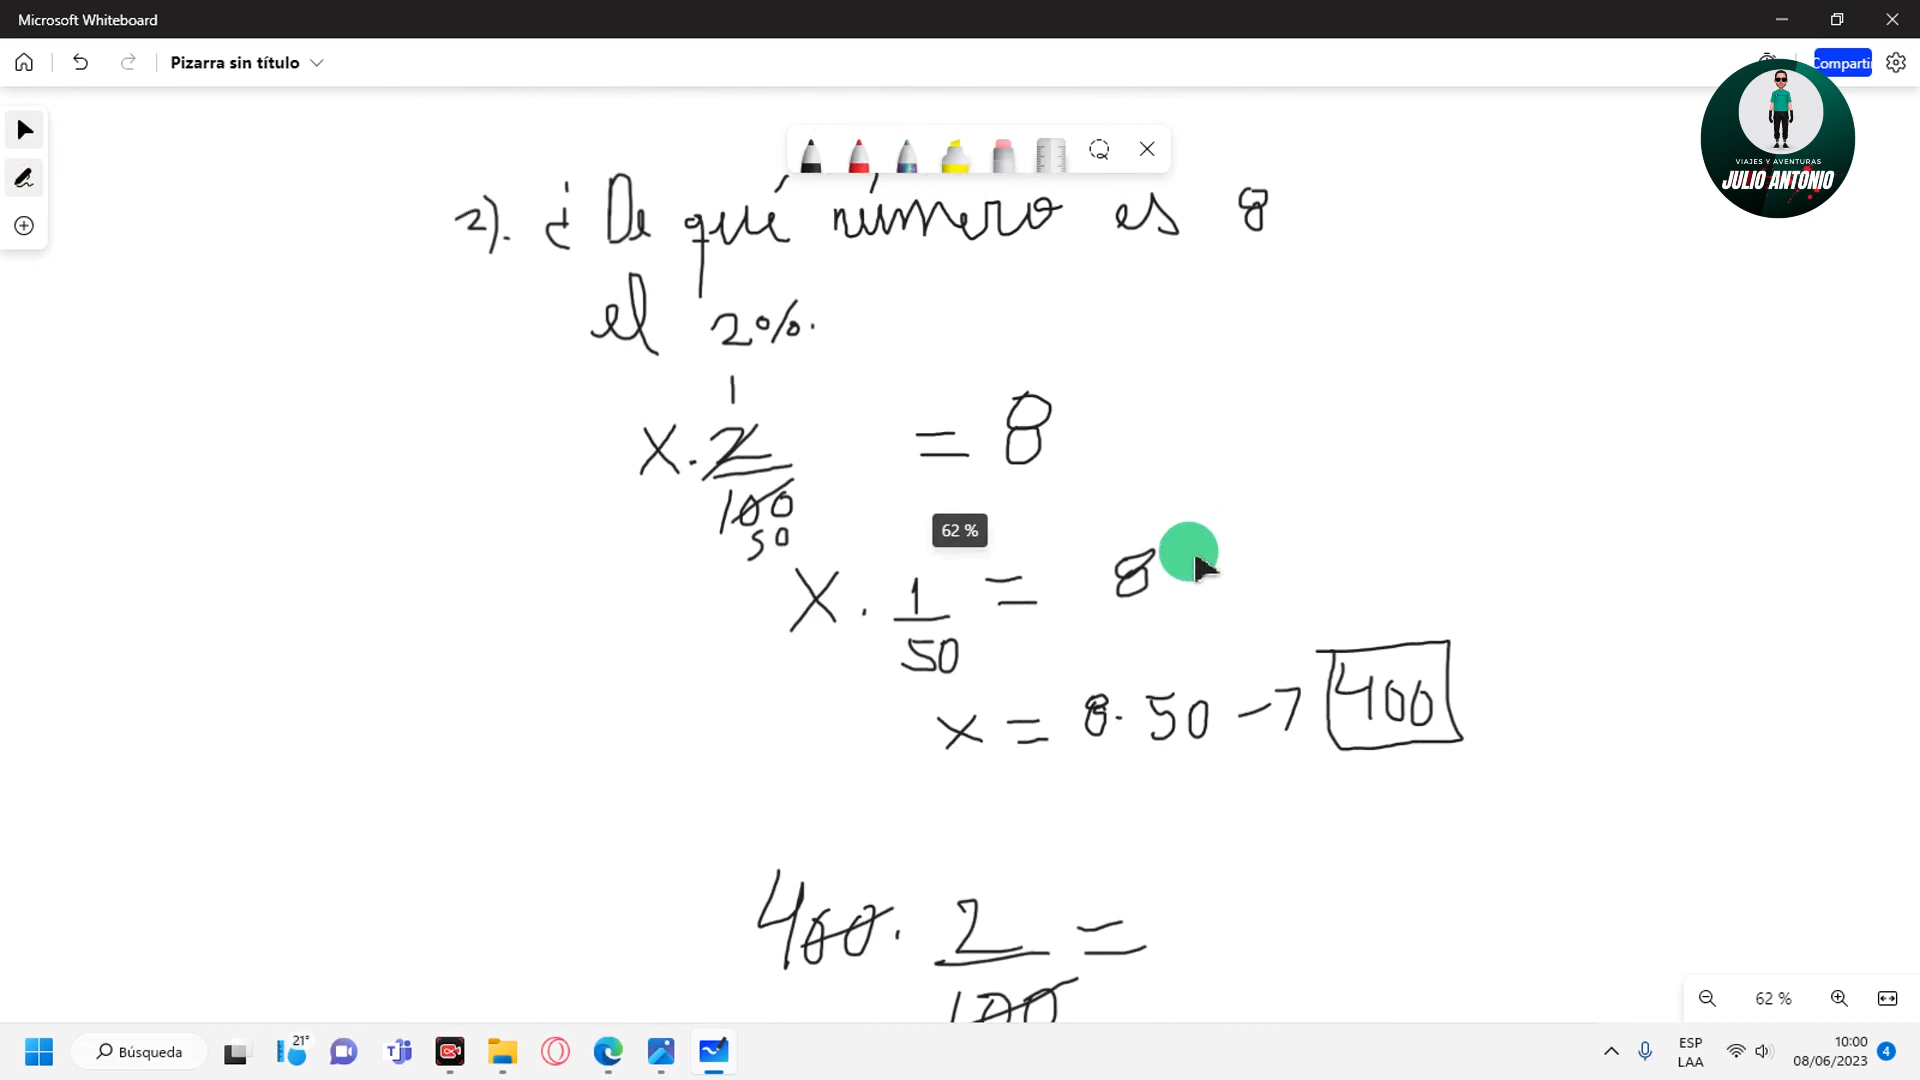 Microsoft Whiteboard
Pizarra sin título
Comparti
VIAJES Y AVENTURAS
JULIO ANTONIO
2). ¿De qué número es 8
el 2%.
1
X . 2/100 = 8
50
62 %
X . 1/50 = 8
x = 8. 50 → 400
400 . 2/100 =
62 %
21°
Búsqueda
ESP
LAA
10:00
08/06/2023
4